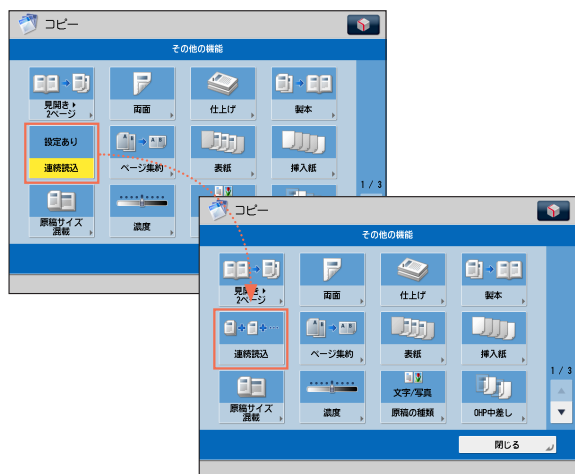 コピー
その他の機能
見開き▸
2ページ
両面
仕上げ
製本
設定あり
連続読込
ページ集約
表紙
挿入紙
1 / 3
原稿サイズ
混載
濃度
コピー
その他の機能
見開き▸
2ページ
両面
仕上げ
製本
連続読込
ページ集約
表紙
挿入紙
1 / 3
原稿サイズ
混載
濃度
文字/写真
原稿の種類
OHP中差し
閉じる